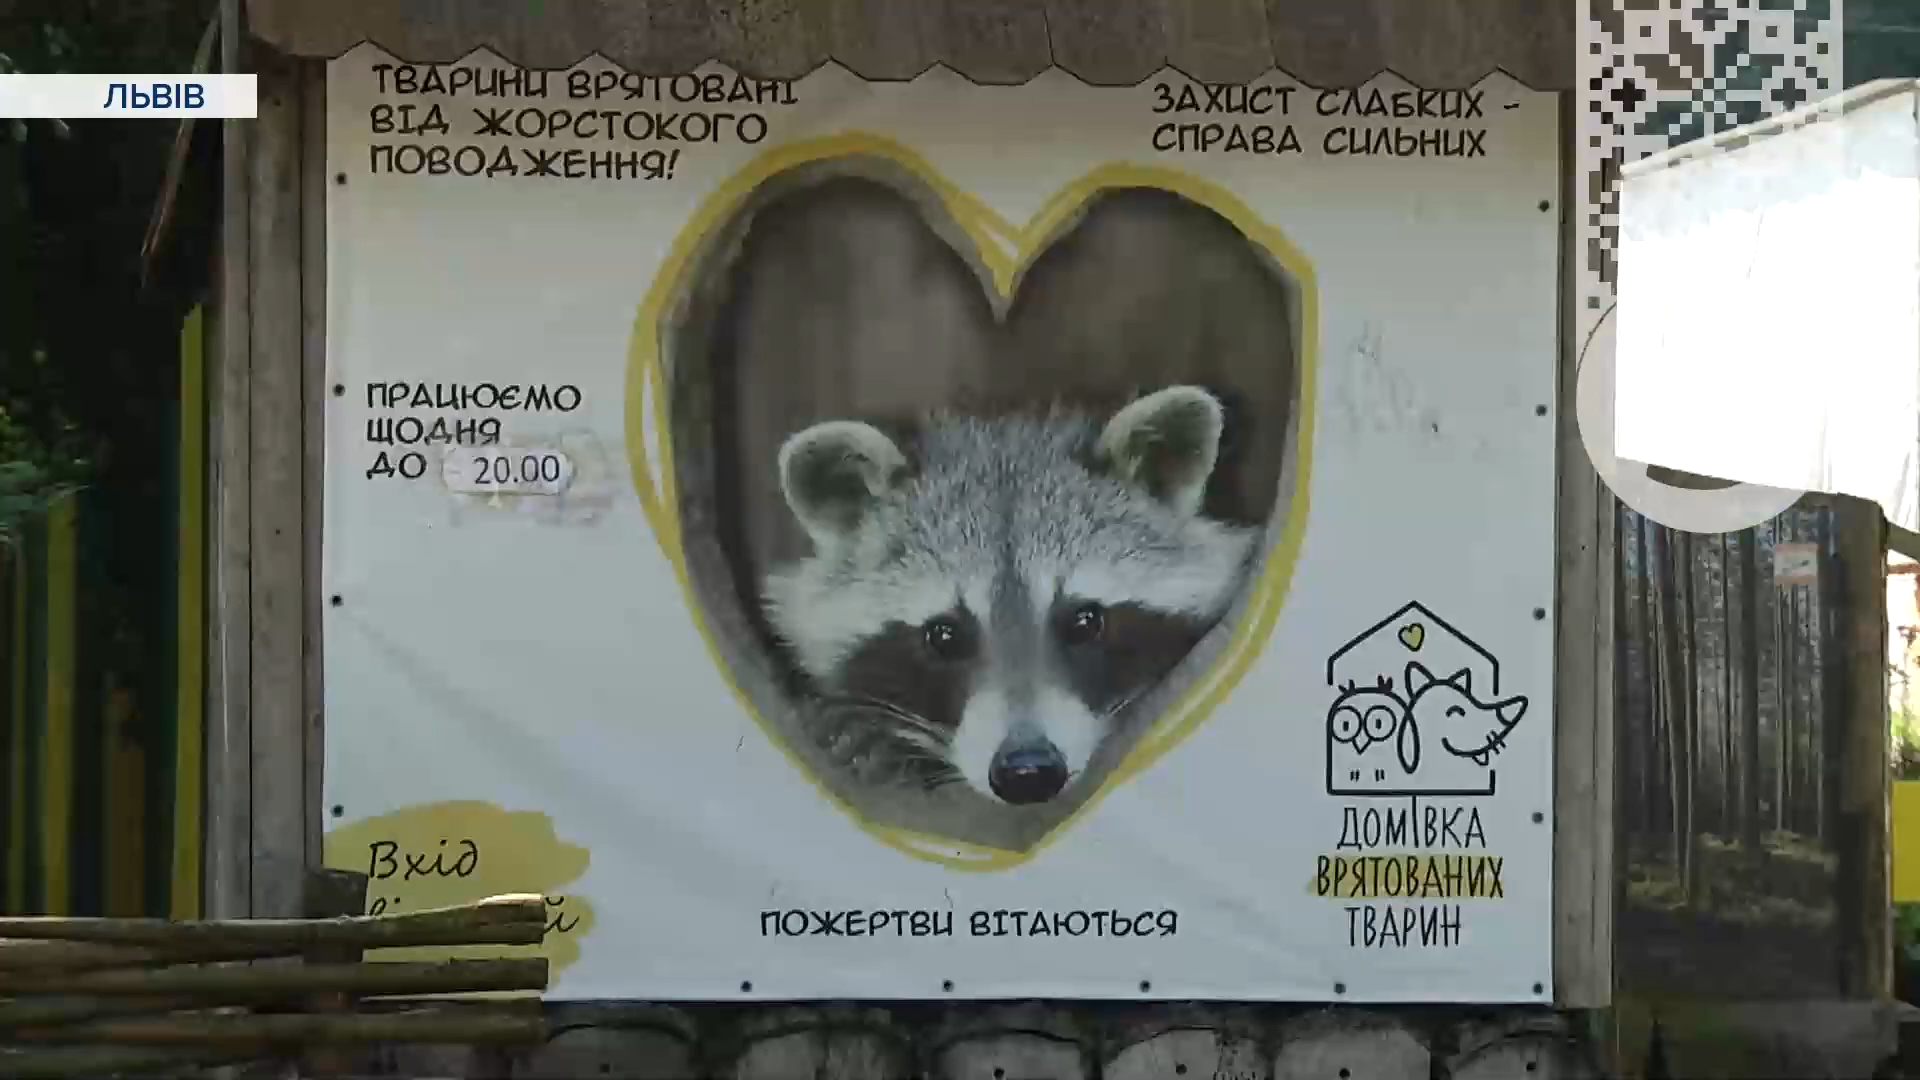 ЛЬВІВ
ТВАРИНИ ВРЯТОВАНІ
ВІД ЖОРСТОКОГО
ПОВОДЖЕННЯ!
ЗАХИСТ СЛАБКИХ -
СПРАВА СИЛЬНИХ
ПРАЦЮЄМО
ЩОДНЯ
ДО 20.00
Вхід
ПОЖЕРТВИ ВІТАЮТЬСЯ
ДОМІВКА
ВРЯТОВАНИХ
ТВАРИН